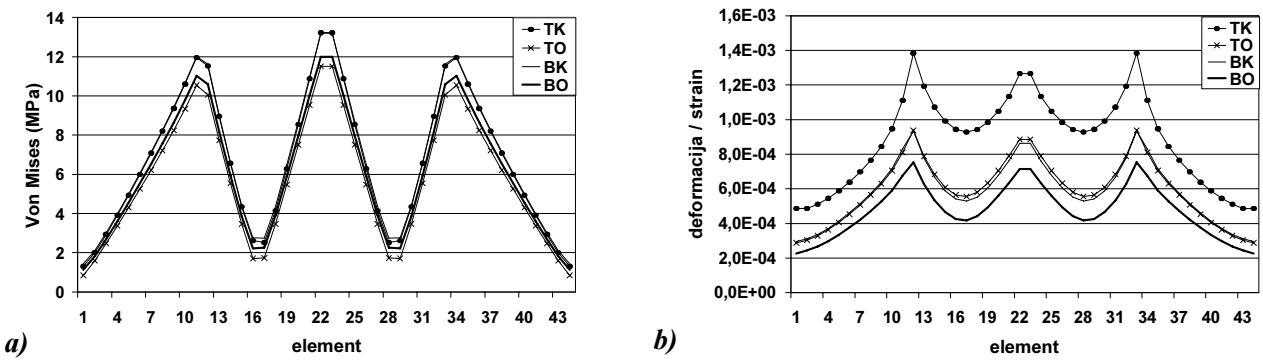 14
12
10
8
6
4
2
0
Von Mises (MPa)
1 4 7 10 13 16 19 22 25 28 31 34 37 40 43
element
TK
TO
BK
BO
a)
1,6E-03
1,4E-03
1,2E-03
1,0E-03
8,0E-04
6,0E-04
4,0E-04
2,0E-04
0,0E+00
deformacija / strain
1 4 7 10 13 16 19 22 25 28 31 34 37 40 43
element
TK
TO
BK
BO
b)